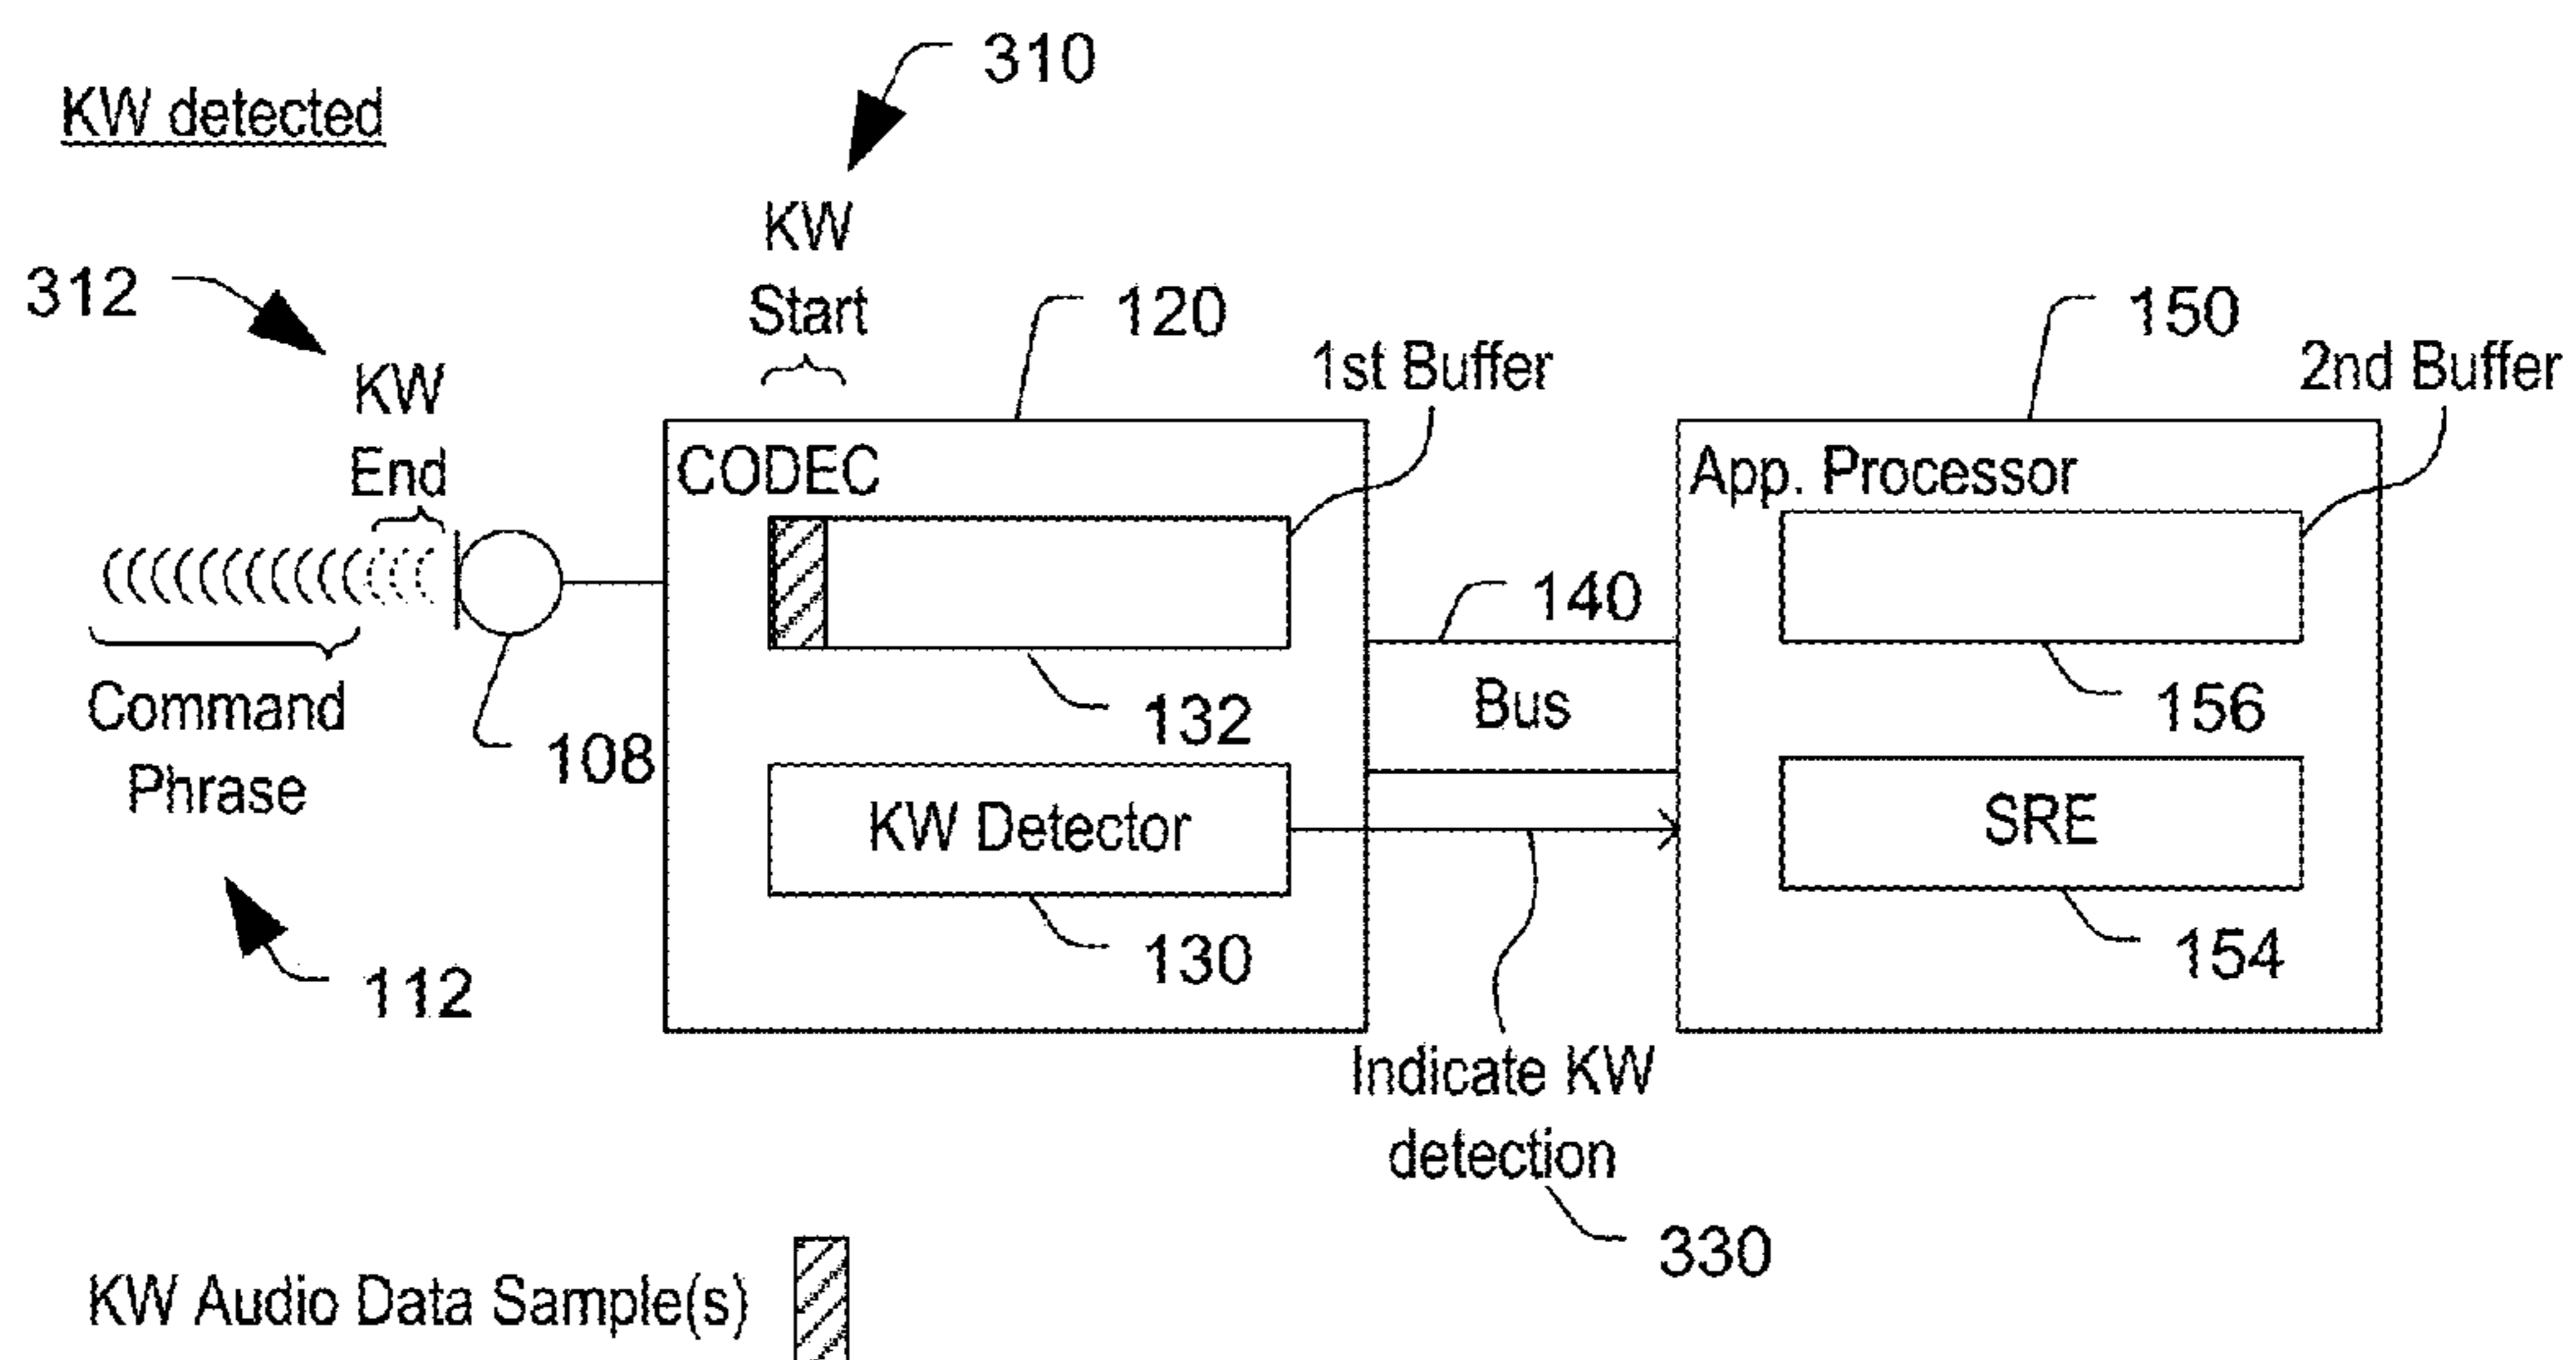 KW detected
310
KW
Start
312
KW
End
120
1st Buffer
150
2nd Buffer
CODEC
App. Processor
140
Bus
132
156
Command
Phrase
108
KW Detector
SRE
130
154
112
Indicate KW
detection
330
KW Audio Data Sample(s)